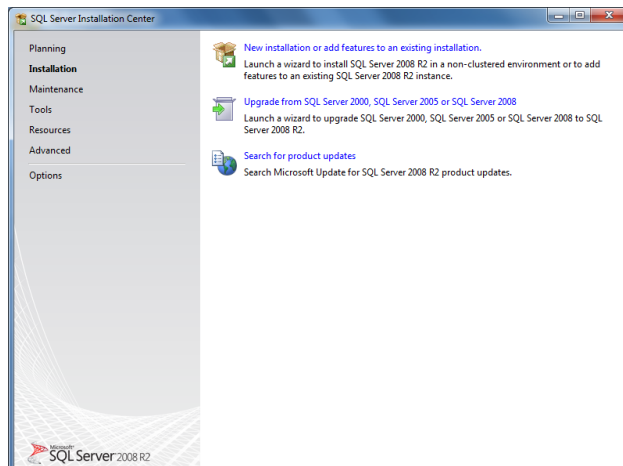 SQL Server Installation Center
Planning
Installation
Maintenance
Tools
Resources
Advanced
Options
New installation or add features to an existing installation.
Launch a wizard to install SQL Server 2008 R2 in a non-clustered environment or to add
features to an existing SQL Server 2008 R2 instance.
Upgrade from SQL Server 2000, SQL Server 2005 or SQL Server 2008
Launch a wizard to upgrade SQL Server 2000, SQL Server 2005 or SQL Server 2008 to SQL
Server 2008 R2.
Search for product updates
Search Microsoft Update for SQL Server 2008 R2 product updates.
Microsoft
SQL Server 2008 R2